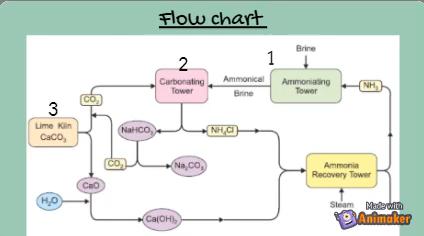 Flow chart
Brine
1
2
Carbonating
Tower
Ammonical
Brine
Ammoniating
Tower
NH₃
3
CO₂
Lime Kiln
CaCO₃
NaHCO₃
NH₄Cl
CO₂
Na₂CO₃
Ammonia
Recovery Tower
CaO
H₂O
Ca(OH)₂
Steam
Made with
Animaker